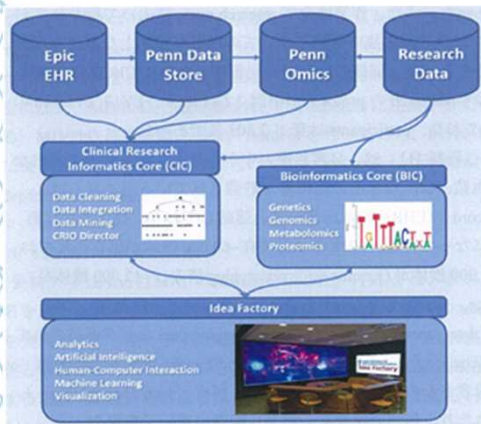 Epic
EHR
Penn Data
Store
Penn
Omics
Research
Data
Clinical Research
Informatics Core (CIC)
Data Cleaning
Data Integration
Data Mining
CRIO Director
Bioinformatics Core (BIC)
Genetics
Genomics
Metabolomics
Proteomics
Idea Factory
Analytics
Artificial Intelligence
Human-Computer Interaction
Machine Learning
Visualization
Idea Factory